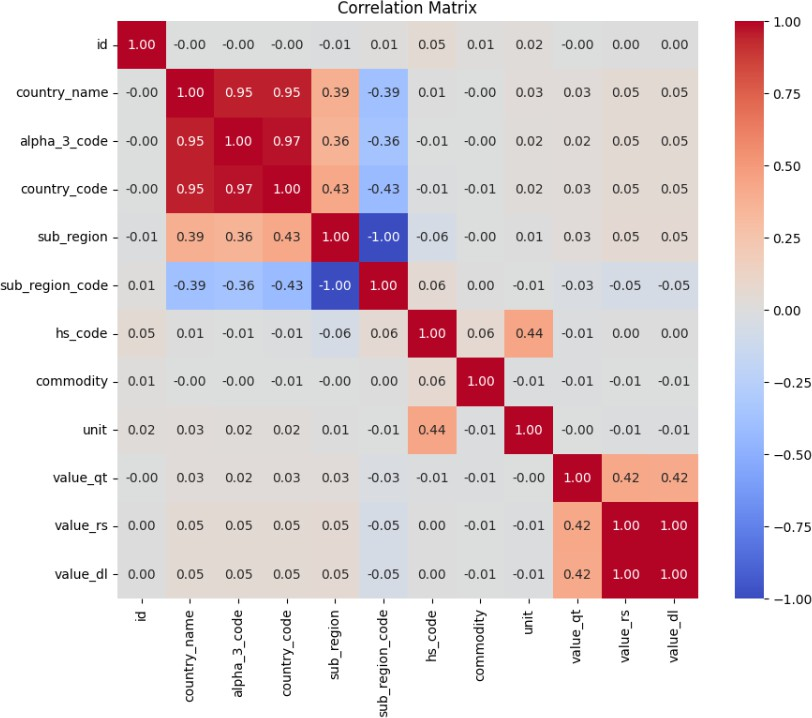 Correlation Matrix
id 1.00 -0.00 -0.00 -0.00 -0.01 0.01 0.05 0.01 0.02 -0.00 0.00 0.00
country_name -0.00 1.00 0.95 0.95 0.39 -0.39 0.01 -0.00 0.03 0.03 0.05 0.05
alpha_3_code -0.00 0.95 1.00 0.97 0.36 -0.36 -0.01 -0.00 0.02 0.02 0.05 0.05
country_code -0.00 0.95 0.97 1.00 0.43 -0.43 -0.01 -0.01 0.02 0.03 0.05 0.05
sub_region -0.01 0.39 0.36 0.43 1.00 -1.00 -0.06 -0.00 0.01 0.03 0.05 0.05
sub_region_code 0.01 -0.39 -0.36 -0.43 -1.00 1.00 0.06 0.00 -0.01 -0.03 -0.05 -0.05
hs_code 0.05 0.01 -0.01 -0.01 -0.06 0.06 1.00 0.06 0.44 -0.01 0.00 0.00
commodity 0.01 -0.00 -0.00 -0.01 -0.00 0.00 0.06 1.00 -0.01 -0.01 -0.01 -0.01
unit 0.02 0.03 0.02 0.02 0.01 -0.01 0.44 -0.01 1.00 -0.00 -0.01 -0.01
value_qt -0.00 0.03 0.02 0.03 0.03 -0.03 -0.01 -0.01 -0.00 1.00 0.42 0.42
value_rs 0.00 0.05 0.05 0.05 0.05 -0.05 0.00 -0.01 -0.01 0.42 1.00 1.00
value_dl 0.00 0.05 0.05 0.05 0.05 -0.05 0.00 -0.01 -0.01 0.42 1.00 1.00
id country_name alpha_3_code country_code sub_region sub_region_code hs_code commodity unit value_qt value_rs value_dl
1.00
0.75
0.50
0.25
0.00
−0.25
−0.50
−0.75
−1.00